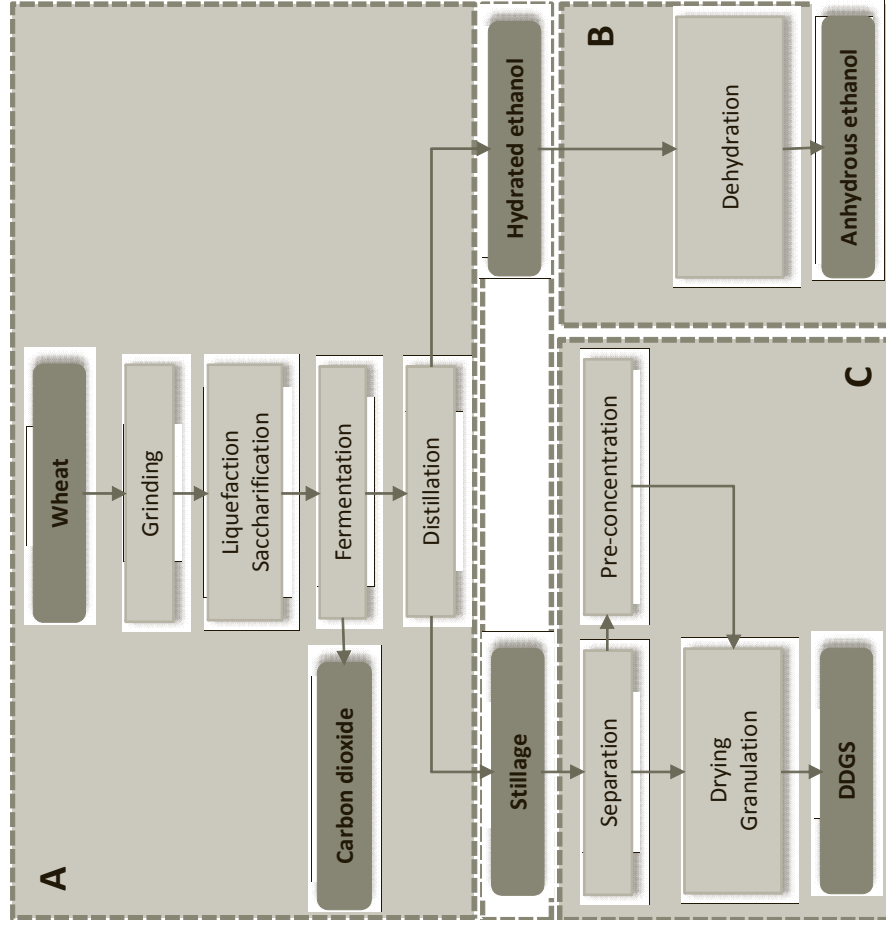 A
Wheat
Grinding
Liquefaction
Saccharification
Fermentation
Carbon dioxide
Distillation
Stillage
Hydrated ethanol
B
Dehydration
Anhydrous ethanol
C
Separation
Pre-concentration
Drying
Granulation
DDGS